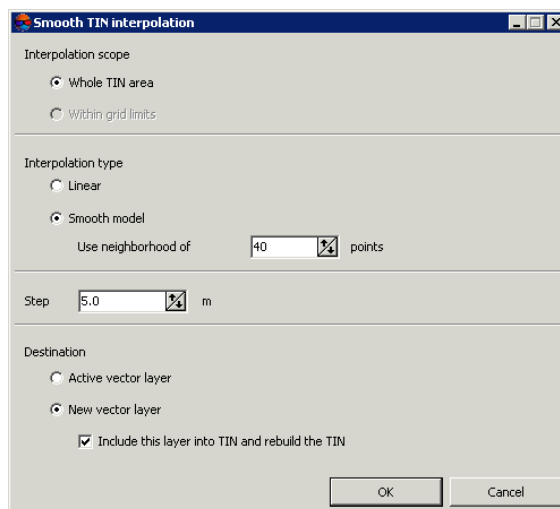 Smooth TIN interpolation
Interpolation scope
Whole TIN area
Within grid limits
Interpolation type
Linear
Smooth model
Use neighborhood of 40 points
Step 5.0 m
Destination
Active vector layer
New vector layer
Include this layer into TIN and rebuild the TIN
OK Cancel